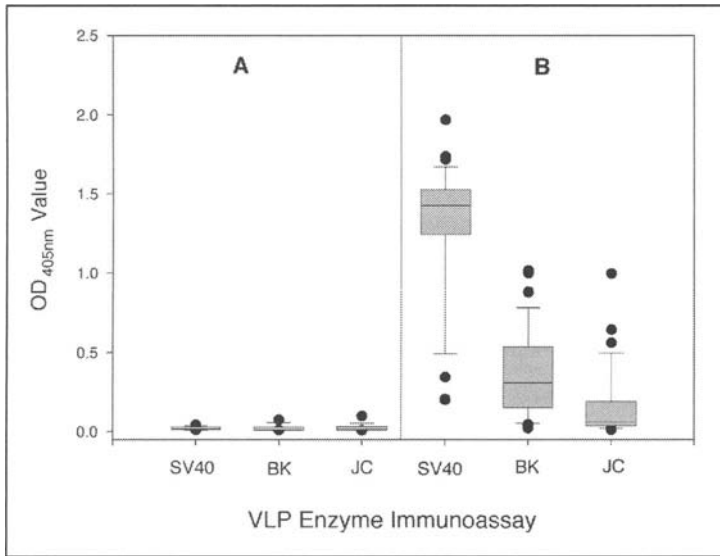 A B
2.5
2.0
1.5
1.0
0.5
0.0
OD405nm Value
SV40 BK JC SV40 BK JC
VLP Enzyme Immunoassay